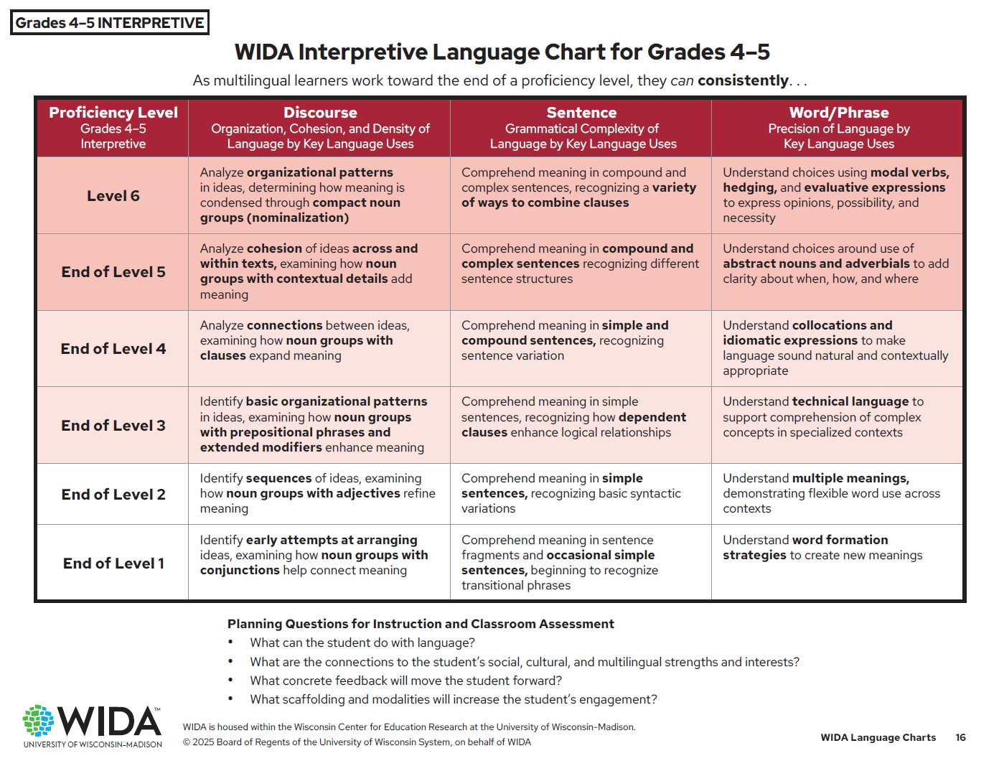 Grades 4–5 INTERPRETIVE
WIDA Interpretive Language Chart for Grades 4–5
As multilingual learners work toward the end of a proficiency level, they can consistently. . .
Proficiency Level
Grades 4–5
Interpretive
Discourse
Organization, Cohesion, and Density of
Language by Key Language Uses
Sentence
Grammatical Complexity of
Language by Key Language Uses
Word/Phrase
Precision of Language by
Key Language Uses
Level 6
Analyze organizational patterns
in ideas, determining how meaning is
condensed through compact noun
groups (nominalization)
Comprehend meaning in compound and
complex sentences, recognizing a variety
of ways to combine clauses
Understand choices using modal verbs,
hedging, and evaluative expressions
to express opinions, possibility, and
necessity
End of Level 5
Analyze cohesion of ideas across and
within texts, examining how noun
groups with contextual details add
meaning
Comprehend meaning in compound and
complex sentences recognizing different
sentence structures
Understand choices around use of
abstract nouns and adverbials to add
clarity about when, how, and where
End of Level 4
Analyze connections between ideas,
examining how noun groups with
clauses expand meaning
Comprehend meaning in simple and
compound sentences, recognizing
sentence variation
Understand collocations and
idiomatic expressions to make
language sound natural and contextually
appropriate
End of Level 3
Identify basic organizational patterns
in ideas, examining how noun groups
with prepositional phrases and
extended modifiers enhance meaning
Comprehend meaning in simple
sentences, recognizing how dependent
clauses enhance logical relationships
Understand technical language to
support comprehension of complex
concepts in specialized contexts
End of Level 2
Identify sequences of ideas, examining
how noun groups with adjectives refine
meaning
Comprehend meaning in simple
sentences, recognizing basic syntactic
variations
Understand multiple meanings,
demonstrating flexible word use across
contexts
End of Level 1
Identify early attempts at arranging
ideas, examining how noun groups with
conjunctions help connect meaning
Comprehend meaning in sentence
fragments and occasional simple
sentences, beginning to recognize
transitional phrases
Understand word formation
strategies to create new meanings
Planning Questions for Instruction and Classroom Assessment
• What can the student do with language?
• What are the connections to the student’s social, cultural, and multilingual strengths and interests?
• What concrete feedback will move the student forward?
• What scaffolding and modalities will increase the student’s engagement?
WIDA™
UNIVERSITY OF WISCONSIN–MADISON
WIDA is housed within the Wisconsin Center for Education Research at the University of Wisconsin-Madison.
© 2025 Board of Regents of the University of Wisconsin System, on behalf of WIDA
WIDA Language Charts 16